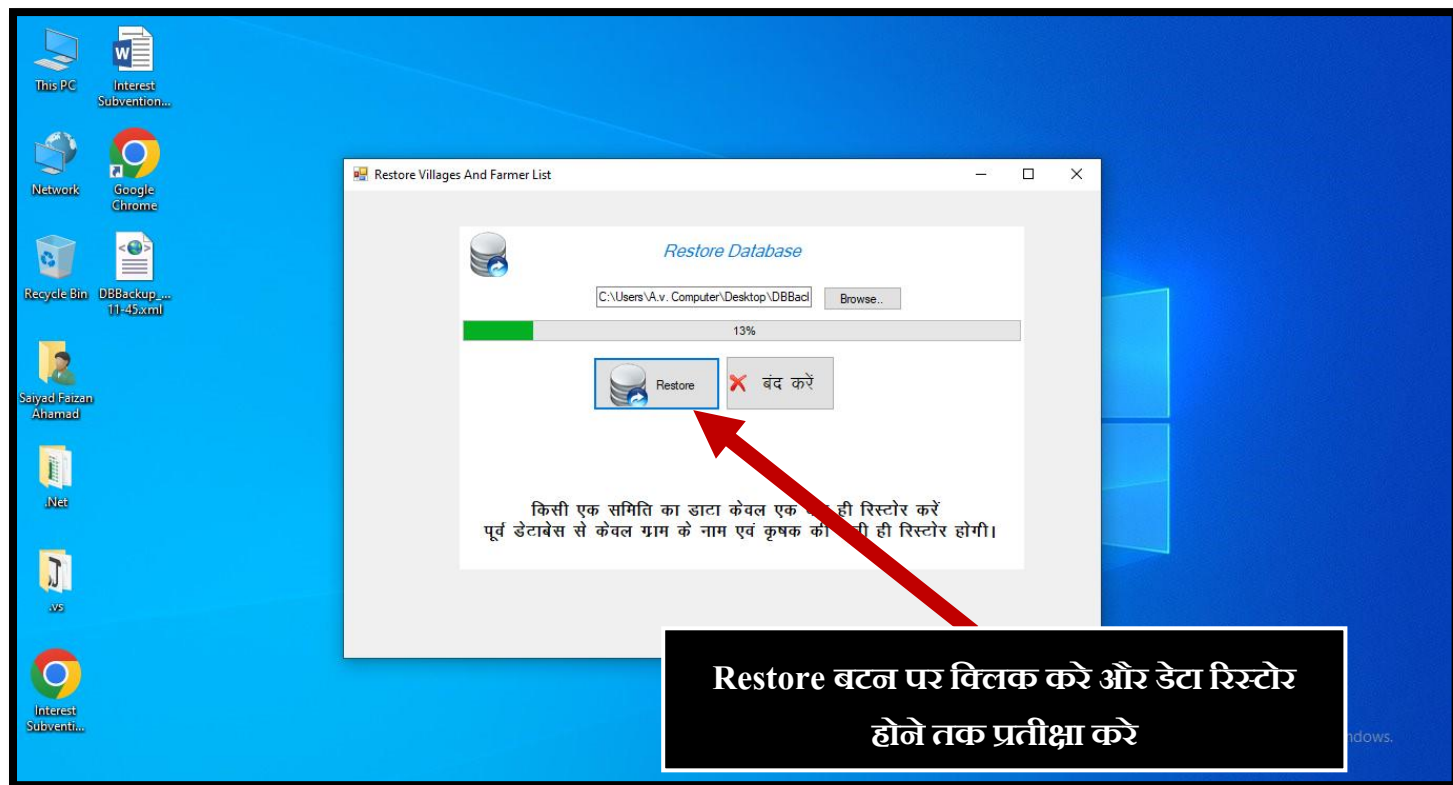 This PC
Interest
Subvention...
Network
Google
Chrome
Recycle Bin
DBBackup_...
11-45.xml
Saiyad Faizan
Ahamad
.Net
.vs
Interest
Subventi...
Restore Villages And Farmer List
Restore Database
C:\Users\A.v. Computer\Desktop\DBBacl
Browse..
13%
Restore
बंद करें
किसी एक समिति का डाटा केवल एक ही रिस्टोर करें
पूर्व डेटाबेस से केवल ग्राम के नाम एवं कृषक की ही रिस्टोर होगी।
Restore बटन पर क्लिक करे और डेटा रिस्टोर
होने तक प्रतीक्षा करे
ndows.